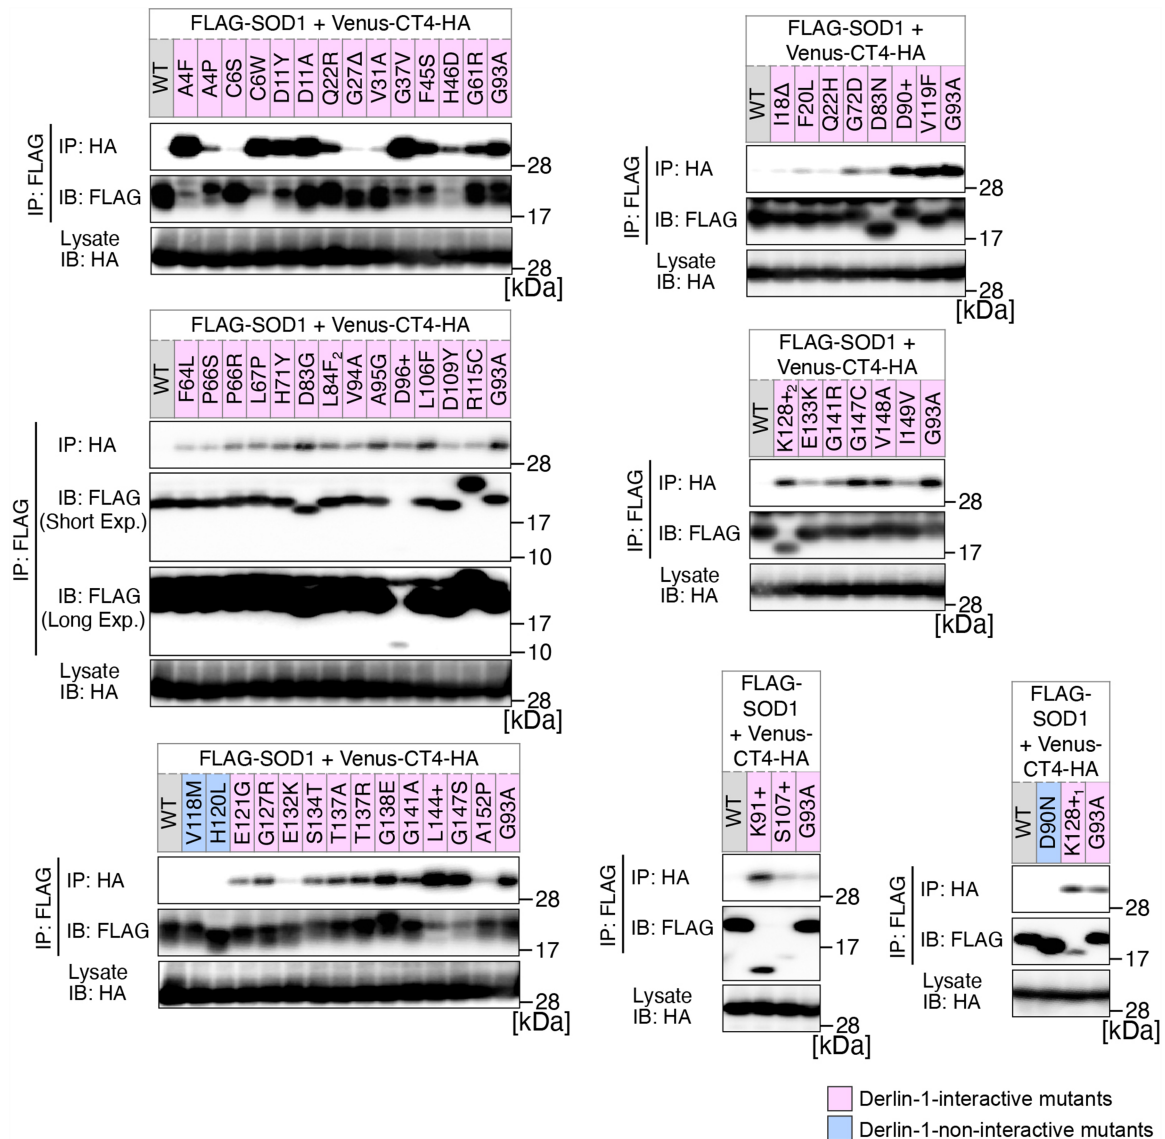 FLAG-SOD1 + Venus-CT4-HA
WT
A4F
A4P
C6S
C6W
D11Y
D11A
Q22R
G27Δ
V31A
G37V
F45S
H46D
G61R
G93A
IP: FLAG
IP: HA
28
IB: FLAG
17
Lysate
IB: HA
28
[kDa]
FLAG-SOD1 +
Venus-CT4-HA
WT
I18Δ
F20L
Q22H
G72D
D83N
D90+
V119F
G93A
IP: FLAG
IP: HA
28
IB: FLAG
17
Lysate
IB: HA
28
[kDa]
FLAG-SOD1 + Venus-CT4-HA
WT
F64L
P66S
P66R
L67P
H71Y
D83G
L84F2
V94A
A95G
D96+
L106F
D109Y
R115C
G93A
IP: FLAG
IP: HA
28
IB: FLAG
(Short Exp.)
17
10
IB: FLAG
(Long Exp.)
17
10
Lysate
IB: HA
28
[kDa]
FLAG-SOD1 +
Venus-CT4-HA
WT
K128+2
E133K
G141R
G147C
V148A
I149V
G93A
IP: FLAG
IP: HA
28
IB: FLAG
17
Lysate
IB: HA
28
[kDa]
FLAG-SOD1 + Venus-CT4-HA
WT
V118M
H120L
E121G
G127R
E132K
S134T
T137A
T137R
G138E
G141A
L144+
G147S
A152P
G93A
IP: FLAG
IP: HA
28
IB: FLAG
17
Lysate
IB: HA
28
[kDa]
FLAG-
SOD1
+ Venus-
CT4-HA
WT
K91+
S107+
G93A
IP: FLAG
IP: HA
28
IB: FLAG
17
Lysate
IB: HA
28
[kDa]
FLAG-
SOD1
+ Venus-
CT4-HA
WT
D90N
K128+1
G93A
IP: FLAG
IP: HA
28
IB: FLAG
17
Lysate
IB: HA
28
[kDa]
Derlin-1-interactive mutants
Derlin-1-non-interactive mutants